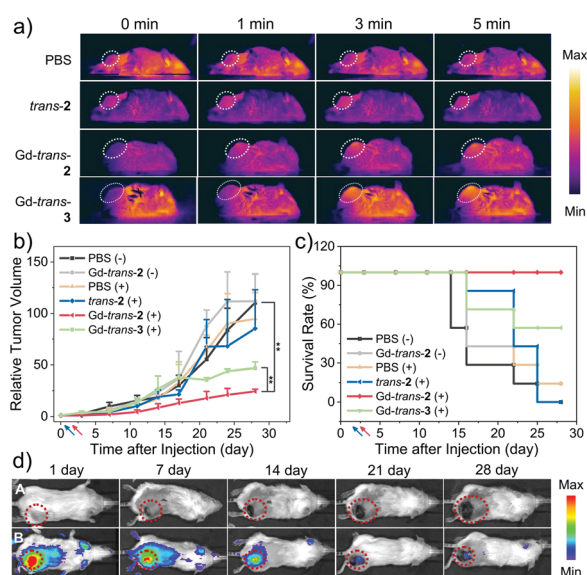 a)
0 min 1 min 3 min 5 min
PBS
trans-2
Gd-trans-
2
Gd-trans-
3
Max
Min
b)
Relative Tumor Volume
150
100
50
0
PBS (-)
Gd-trans-2 (-)
PBS (+)
trans-2 (+)
Gd-trans-2 (+)
Gd-trans-3 (+)
**
**
0 5 10 15 20 25 30
Time after Injection (day)
c)
Survival Rate (%)
120
90
60
30
0
PBS (-)
Gd-trans-2 (-)
PBS (+)
trans-2 (+)
Gd-trans-2 (+)
Gd-trans-3 (+)
0 5 10 15 20 25 30
Time after Injection (day)
d)
1 day 7 day 14 day 21 day 28 day
A
B
Max
Min